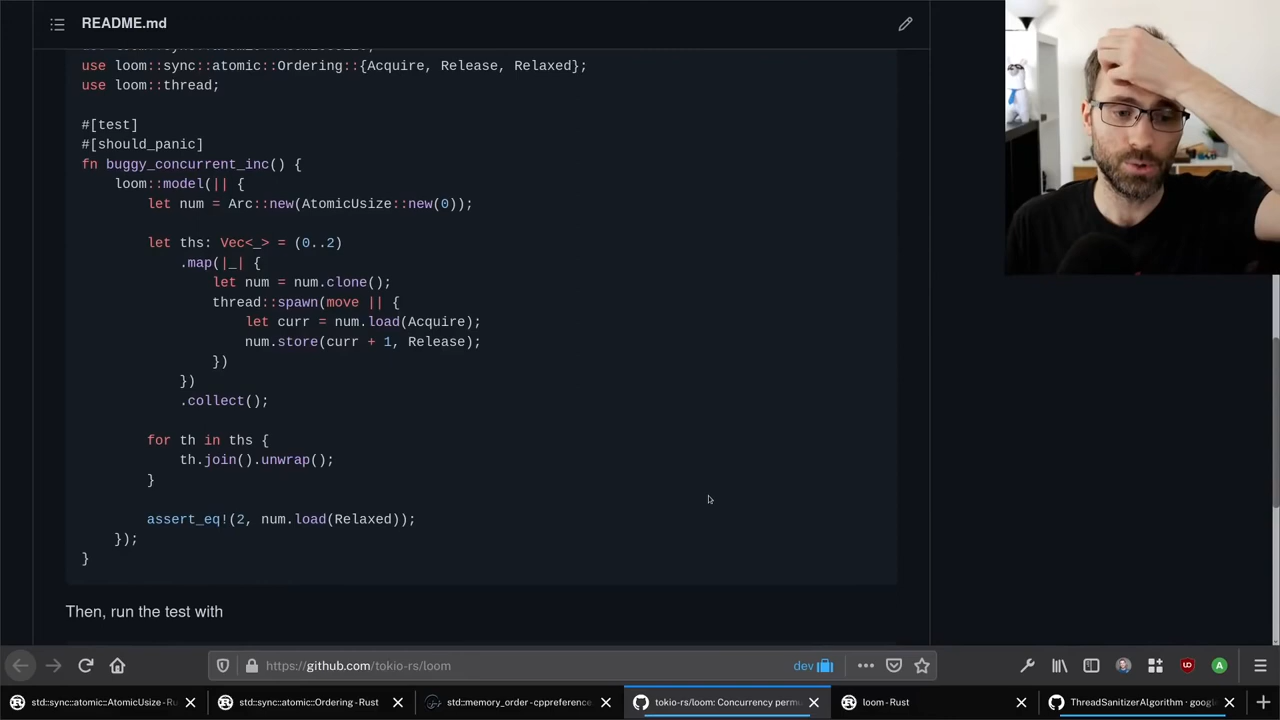 README.md
use loom::sync::atomic::Ordering::{Acquire, Release, Relaxed};
use loom::thread;
#[test]
#[should_panic]
fn buggy_concurrent_inc() {
loom::model(|| {
let num = Arc::new(AtomicUsize::new(0));
let ths: Vec<_> = (0..2)
.map(|_| {
let num = num.clone();
thread::spawn(move || {
let curr = num.load(Acquire);
num.store(curr + 1, Release);
})
})
.collect();
for th in ths {
th.join().unwrap();
}
assert_eq!(2, num.load(Relaxed));
});
}
Then, run the test with
https://github.com/tokio-rs/loom
dev
std::sync::atomic::AtomicUsize - Ru
std::sync::atomic::Ordering - Rust
std::memory_order - cppreference
tokio-rs/loom: Concurrency permu
loom - Rust
ThreadSanitizerAlgorithm · google